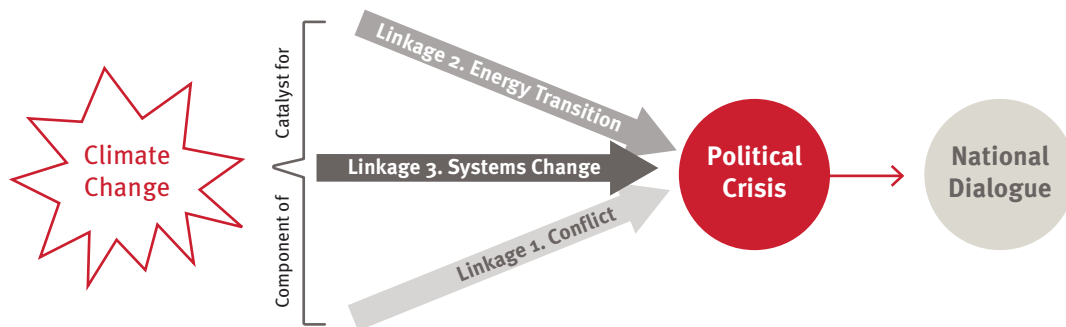 Climate
Change
Catalyst for
Component of
Linkage 2. Energy Transition
Linkage 3. Systems Change
Linkage 1. Conflict
Political
Crisis
National
Dialogue